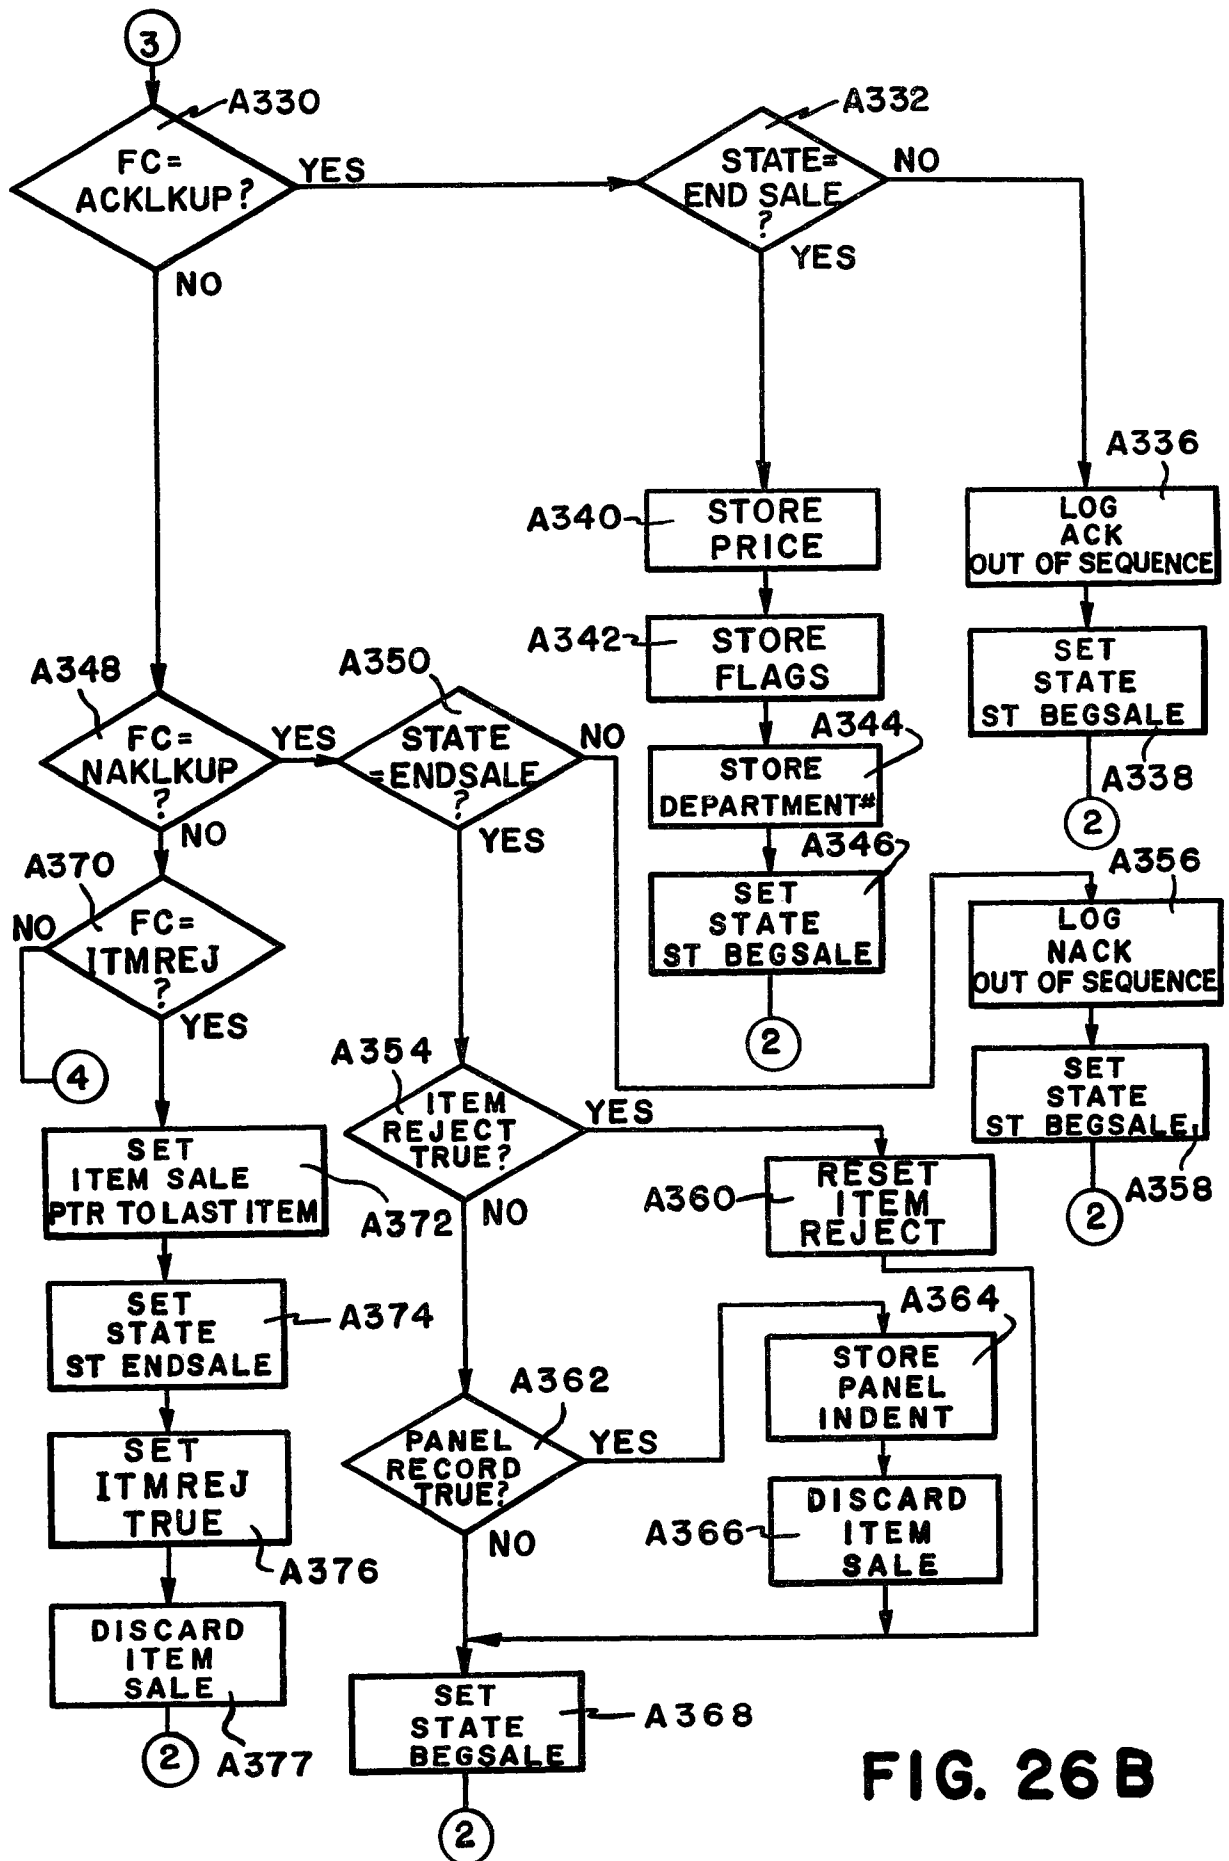 3
A330
FC=
ACKLKUP?
YES
NO
A332
STATE=
END SALE
?
NO
YES
A336
LOG
ACK
OUT OF SEQUENCE
SET
STATE
ST BEGSALE
A338
2
A340
STORE
PRICE
A342
STORE
FLAGS
A344
STORE
DEPARTMENT#
A346
SET
STATE
ST BEGSALE
2
A348
FC=
NAKLKUP
?
YES
NO
A350
STATE
=ENDSALE
?
NO
YES
A356
LOG
NACK
OUT OF SEQUENCE
SET
STATE
ST BEGSALE
A358
2
A370
NO
FC=
ITMREJ
?
YES
4
A354
ITEM
REJECT
TRUE?
YES
NO
A360
RESET
ITEM
REJECT
SET
ITEM SALE
PTR TO LAST ITEM
A372
SET
STATE
ST ENDSALE
A374
A362
PANEL
RECORD
TRUE?
YES
NO
A364
STORE
PANEL
INDENT
A366
DISCARD
ITEM
SALE
SET
ITMREJ
TRUE
A376
DISCARD
ITEM
SALE
A377
2
SET
STATE
BEGSALE
A368
2
FIG. 26B